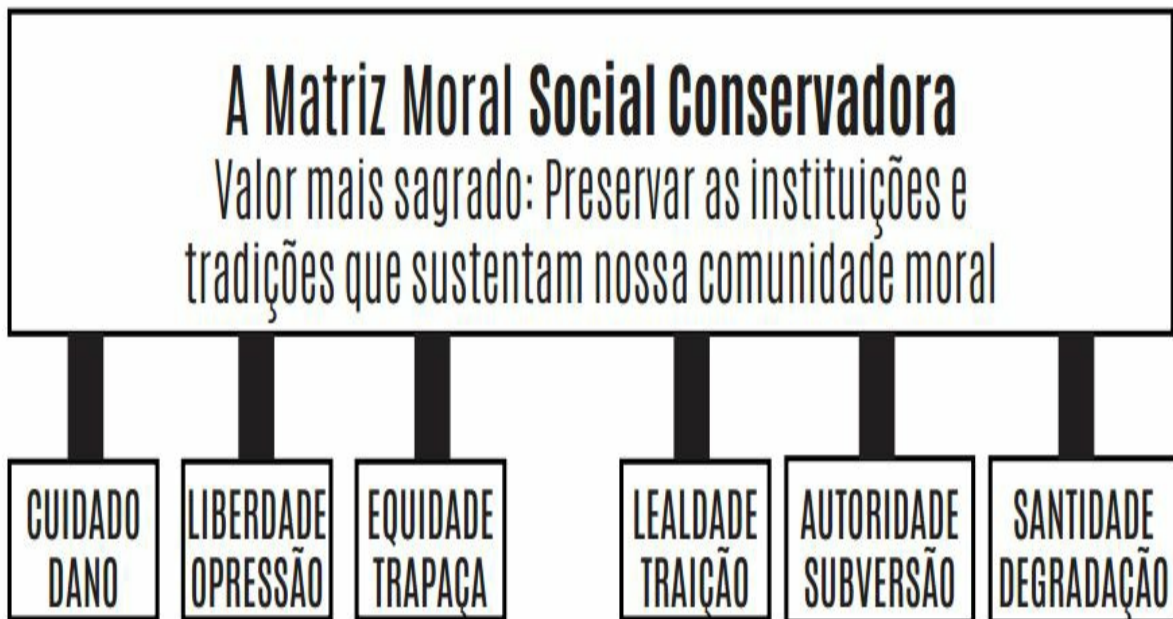 A Matriz Moral Social Conservadora
Valor mais sagrado: Preservar as instituições e
tradições que sustentam nossa comunidade moral
CUIDADO
DANO
LIBERDADE
OPRESSÃO
EQUIDADE
TRAPAÇA
LEALDADE
TRAIÇÃO
AUTORIDADE
SUBVERSÃO
SANTIDADE
DEGRADAÇÃO